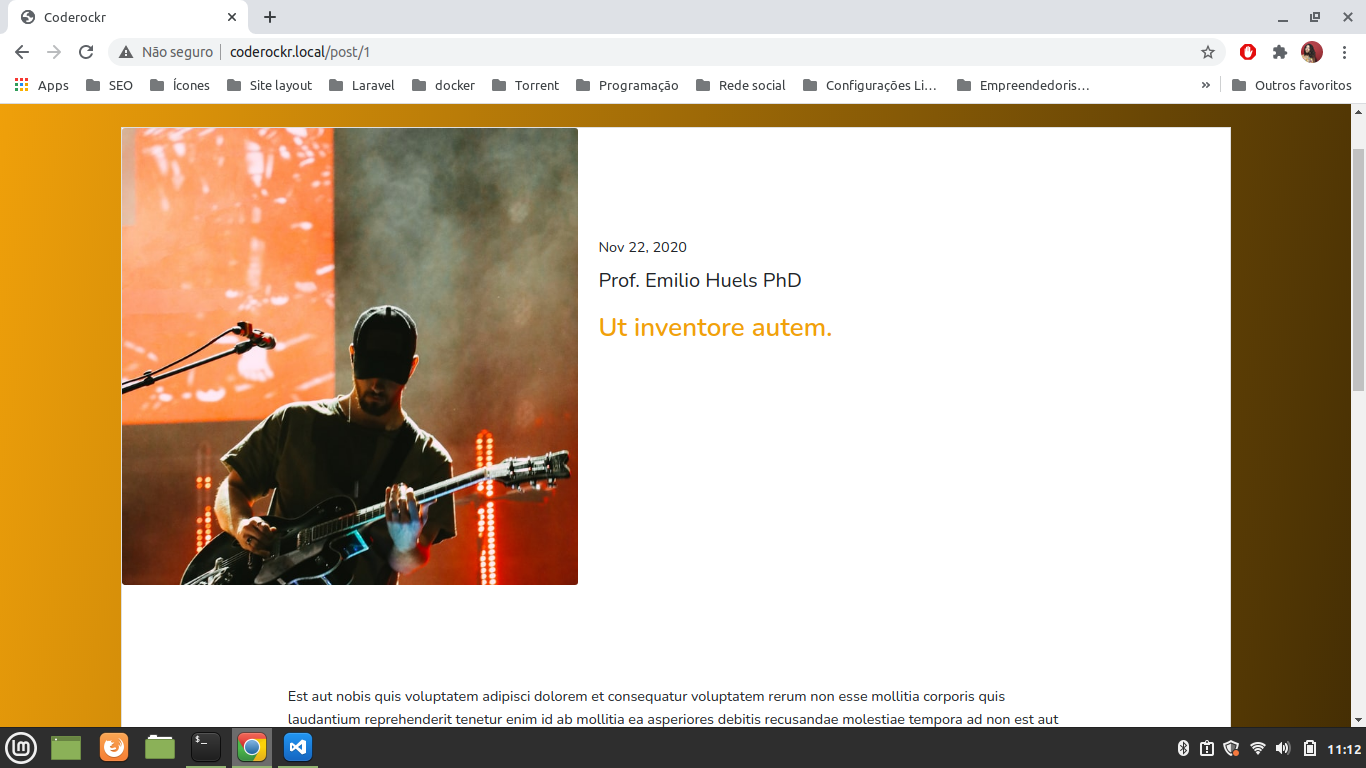 Coderockr
Não seguro
coderockr.local/post/1
Apps
SEO
Ícones
Site layout
Laravel
docker
Torrent
Programação
Rede social
Configurações Li…
Empreendedoris…
»
Outros favoritos
Nov 22, 2020
Prof. Emilio Huels PhD
Ut inventore autem.
Est aut nobis quis voluptatem adipisci dolorem et consequatur voluptatem rerum non esse mollitia corporis quis
laudantium reprehenderit tenetur enim id ab mollitia ea asperiores debitis recusandae molestiae tempora ad non est aut
$_
11:12